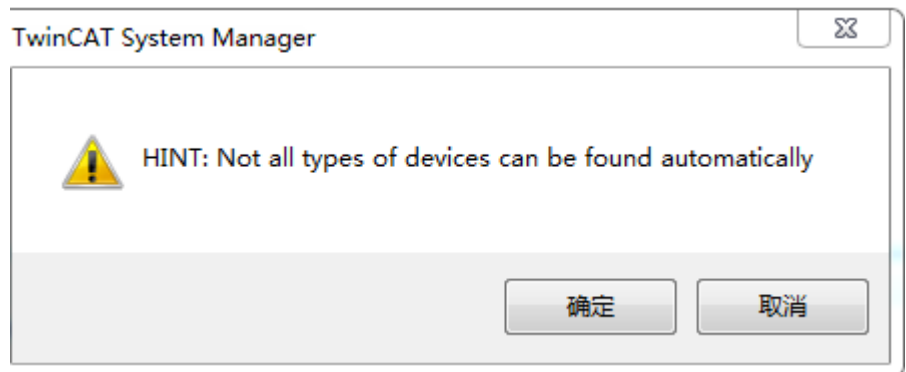 TwinCAT System Manager
HINT: Not all types of devices can be found automatically
确定
取消